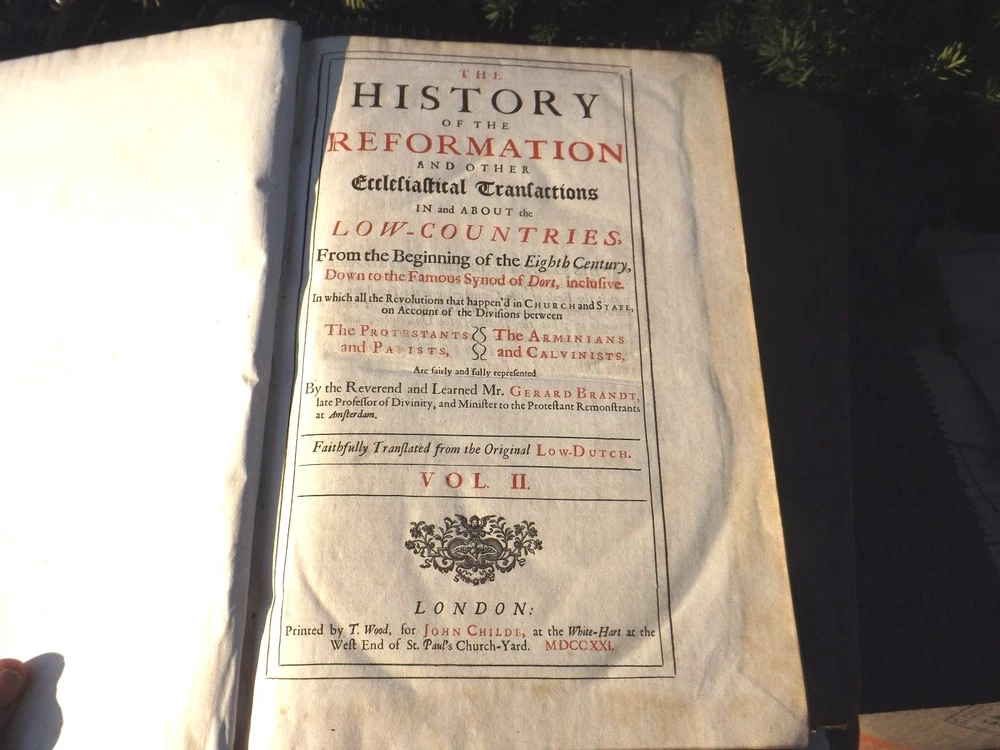 THE
HISTORY
OF THE
REFORMATION
AND OTHER
Eccleſiaſtical Tranſactions
IN and ABOUT the
LOW-COUNTRIES,
From the Beginning of the Eighth Century,
Down to the Famous Synod of Dort, incluſive.
In which all the Revolutions that happen'd in CHURCH and STATE,
on Account of the Diviſions between
The PROTESTANTS The ARMINIANS
and PAPISTS, and CALVINISTS,
Are fairly and fully repreſented
By the Reverend and Learned Mr. GERARD BRANDT,
late Profeſſor of Divinity, and Miniſter to the Proteſtant Remonſtrants
at Amſterdam.
Faithfully Tranſlated from the Original LOW-DUTCH.
VOL. II.
LONDON:
Printed by T. Wood, for JOHN CHILDE, at the White-Hart at the
Weſt End of St. Paul's Church-Yard. MDCCXXI.